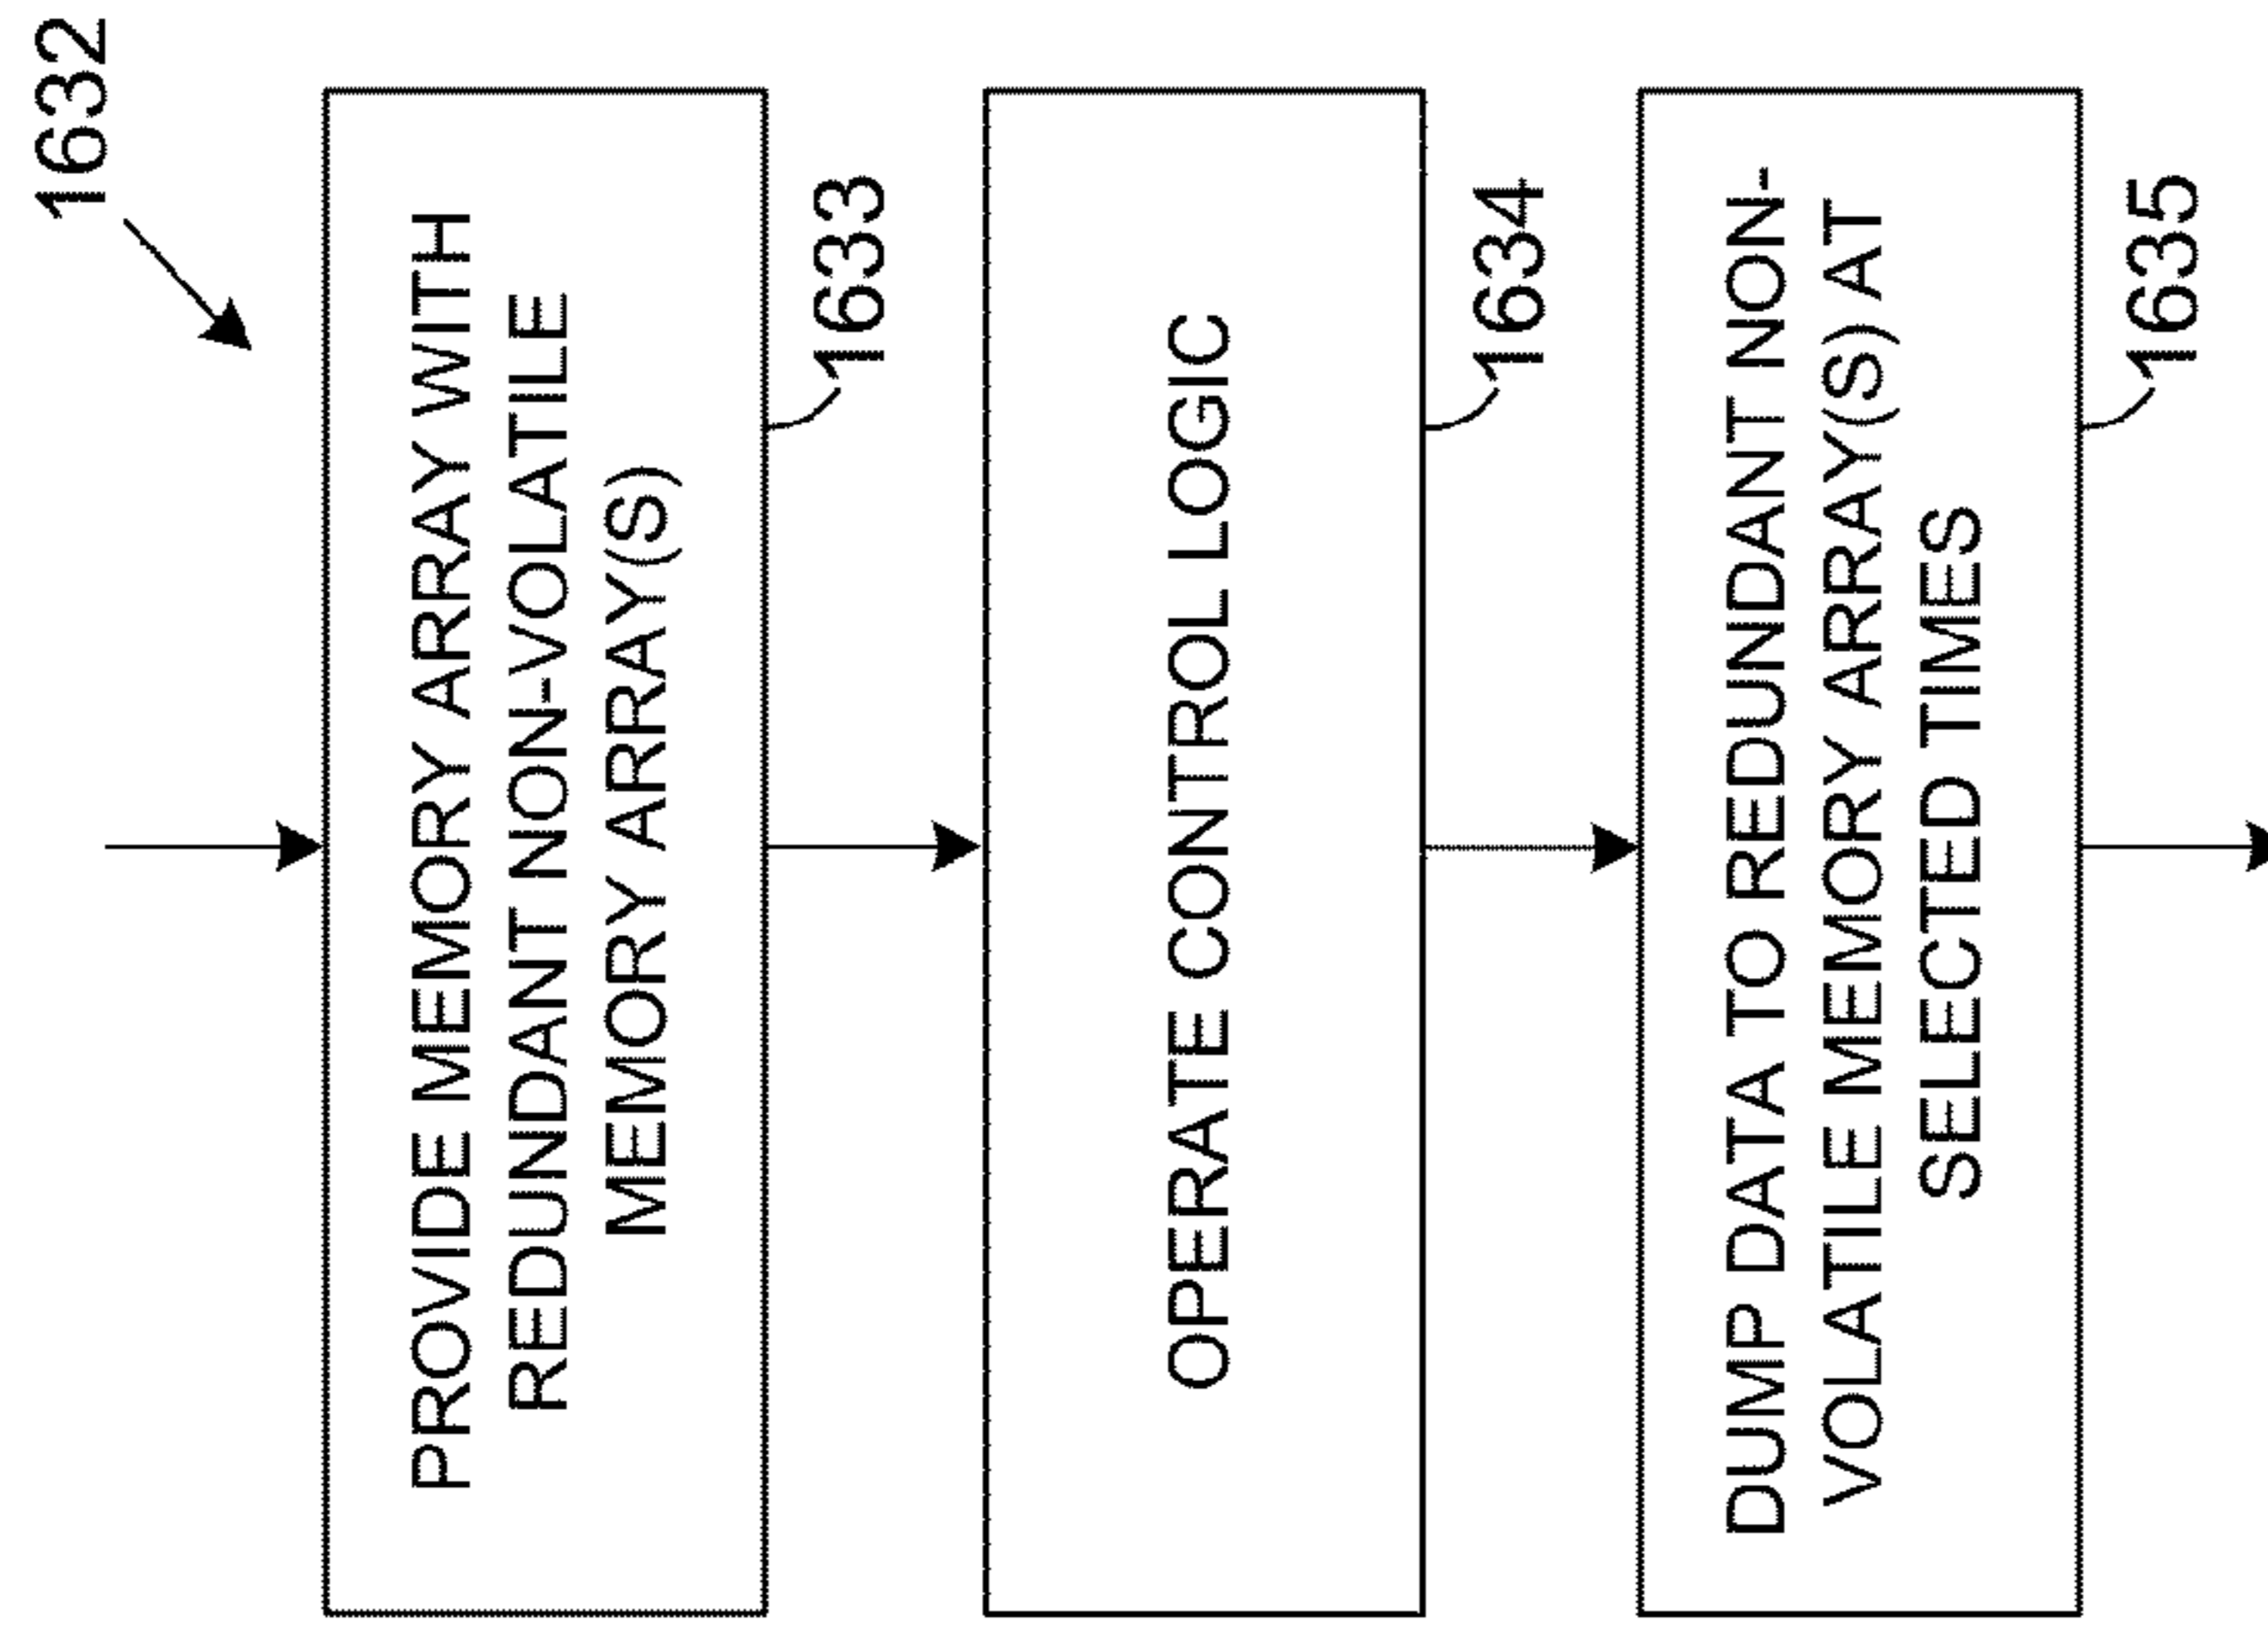 1632
PROVIDE MEMORY ARRAY WITH
REDUNDANT NON-VOLATILE
MEMORY ARRAY(S)
1633
OPERATE CONTROL LOGIC
1634
DUMP DATA TO REDUNDANT NON-
VOLATILE MEMORY ARRAY(S) AT
SELECTED TIMES
1635